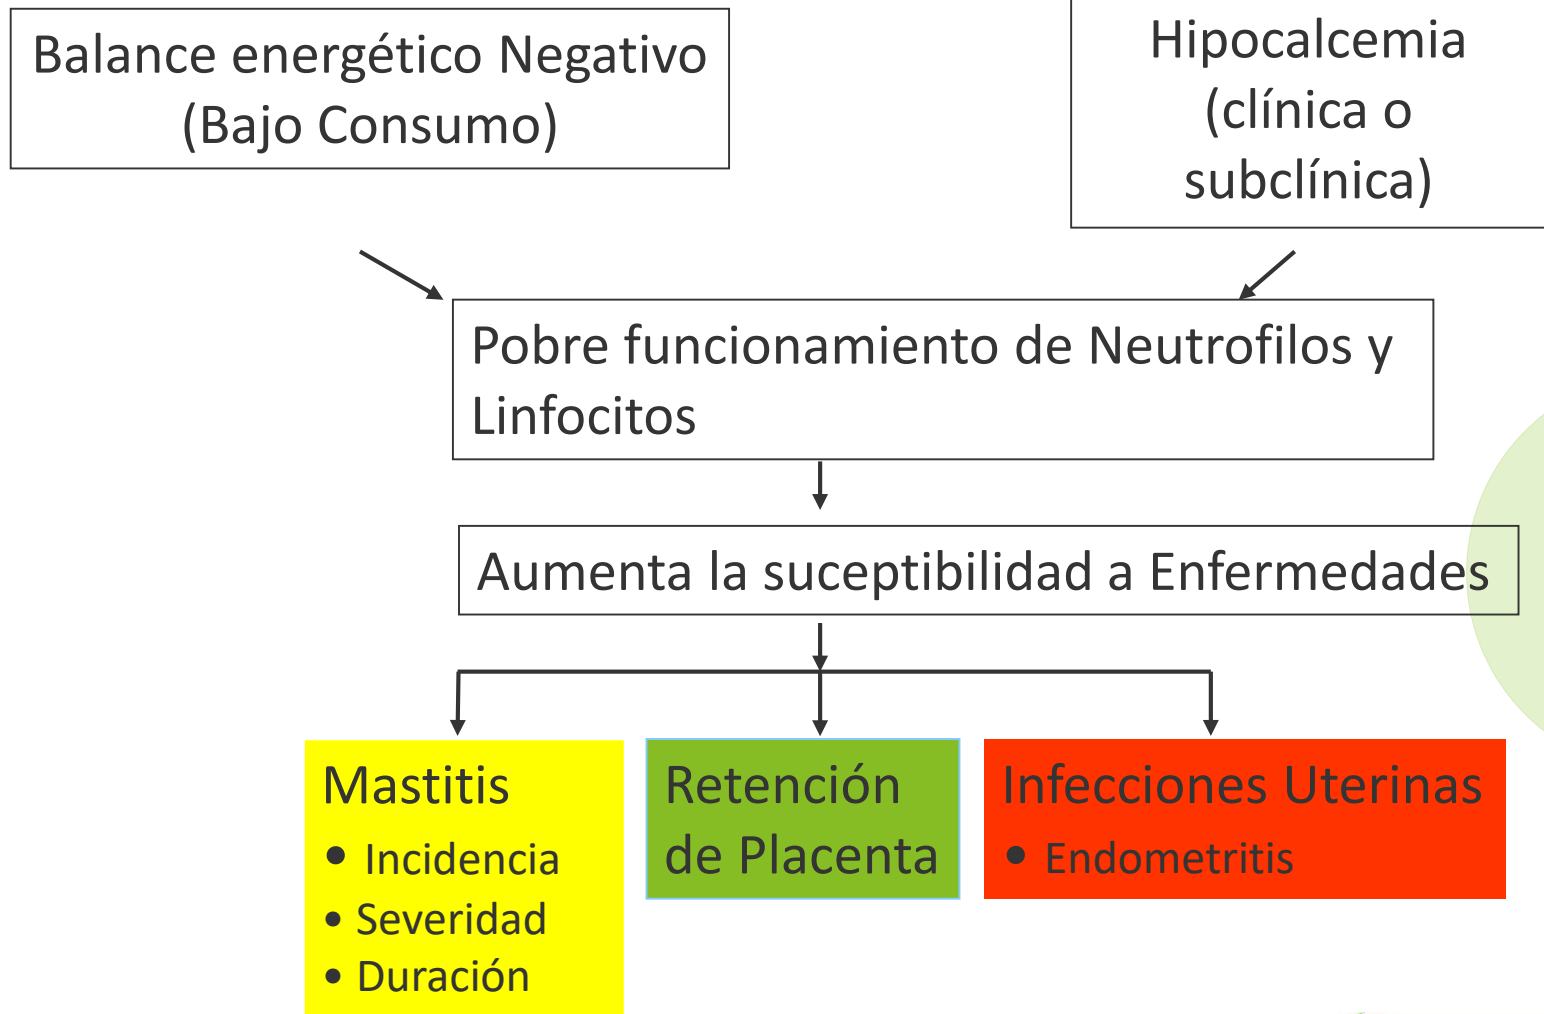 Balance energético Negativo
(Bajo Consumo)
Hipocalcemia
(clínica o
subclínica)
Pobre funcionamiento de Neutrofilos y
Linfocitos
Aumenta la suceptibilidad a Enfermedades
Mastitis
• Incidencia
• Severidad
• Duración
Retención
de Placenta
Infecciones Uterinas
• Endometritis